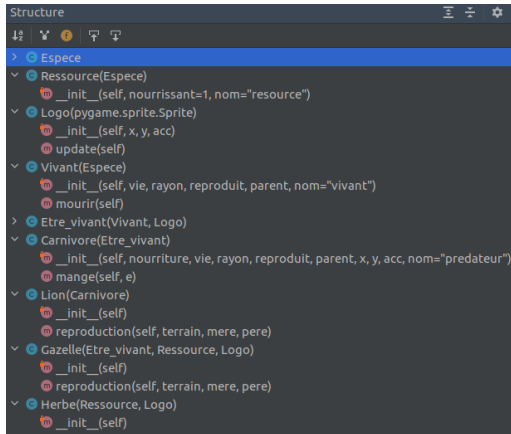 Structure
Espece
Ressource(Espece)
__init__(self, nourrissant=1, nom="resource")
Logo(pygame.sprite.Sprite)
__init__(self, x, y, acc)
update(self)
Vivant(Espece)
__init__(self, vie, rayon, reproduit, parent, nom="vivant")
mourir(self)
Etre_vivant(Vivant, Logo)
Carnivore(Etre_vivant)
__init__(self, nourriture, vie, rayon, reproduit, parent, x, y, acc, nom="predateur")
mange(self, e)
Lion(Carnivore)
__init__(self)
reproduction(self, terrain, mere, pere)
Gazelle(Etre_vivant, Ressource, Logo)
__init__(self)
reproduction(self, terrain, mere, pere)
Herbe(Ressource, Logo)
__init__(self)